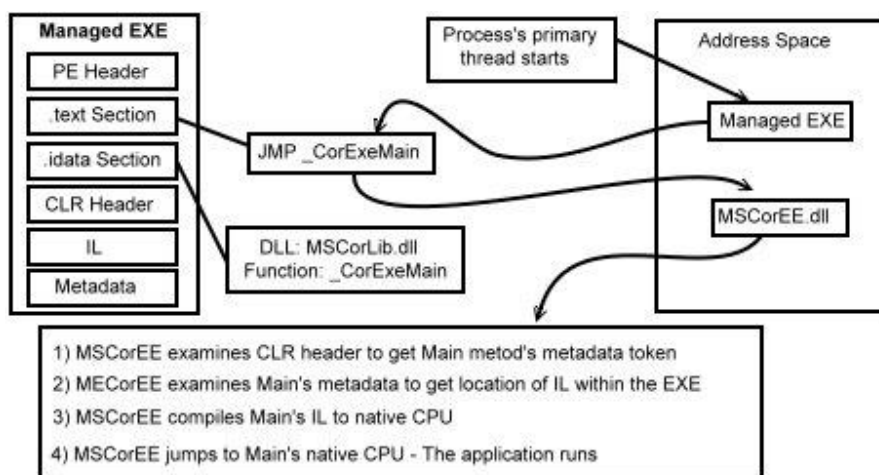 Managed EXE
PE Header
.text Section
.idata Section
CLR Header
IL
Metadata
JMP _CorExeMain
DLL: MSCorLib.dll
Function: _CorExeMain
Process's primary
thread starts
Address Space
Managed EXE
MSCorEE.dll
1) MSCorEE examines CLR header to get Main metod's metadata token
2) MECorEE examines Main's metadata to get location of IL within the EXE
3) MSCorEE compiles Main's IL to native CPU
4) MSCorEE jumps to Main's native CPU - The application runs